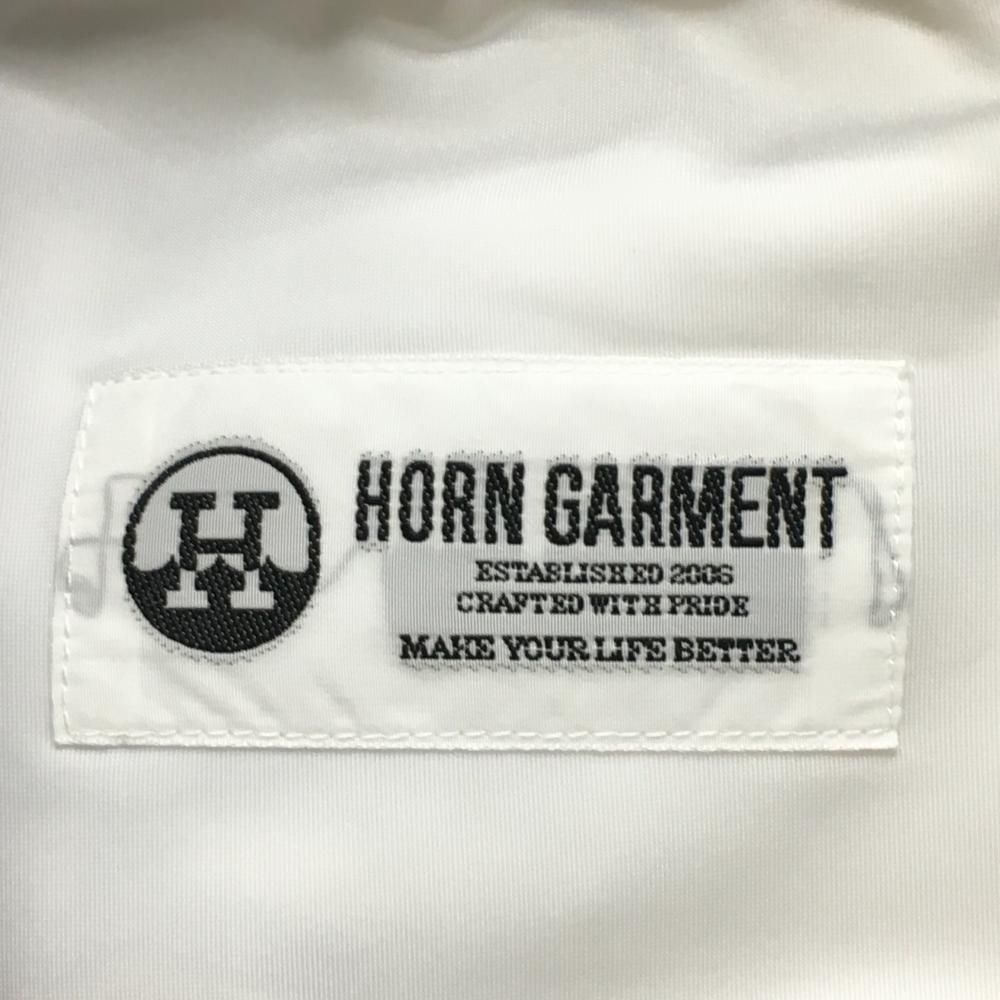 H
HORN GARMENT
ESTABLISHED 2006
CRAFTED WITH PRIDE
MAKE YOUR LIFE BETTER